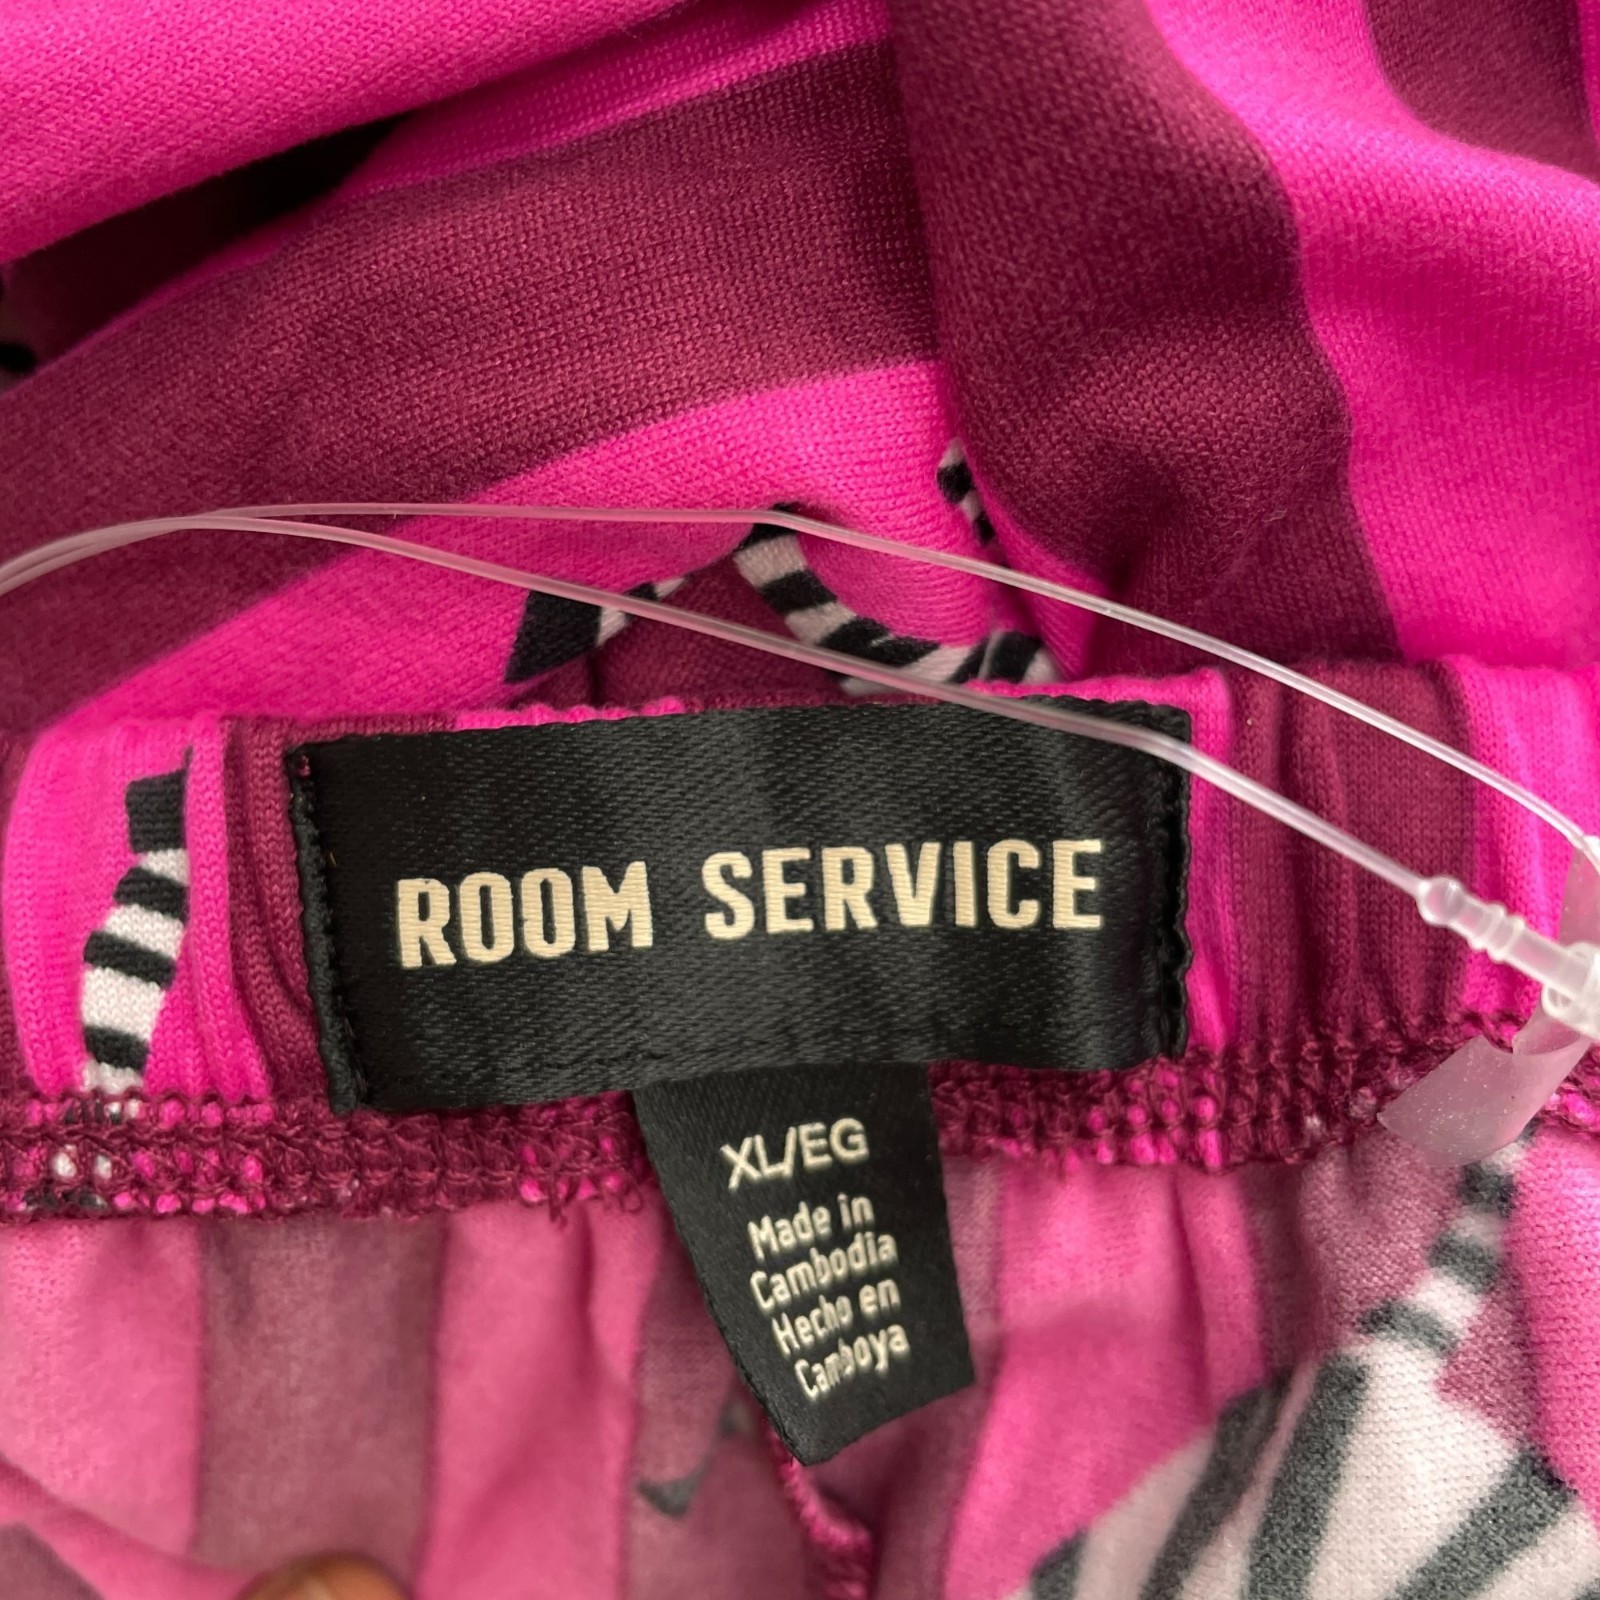 ROOM SERVICE
XL/EG
Made in
Cambodia
Hecho en
Camboya